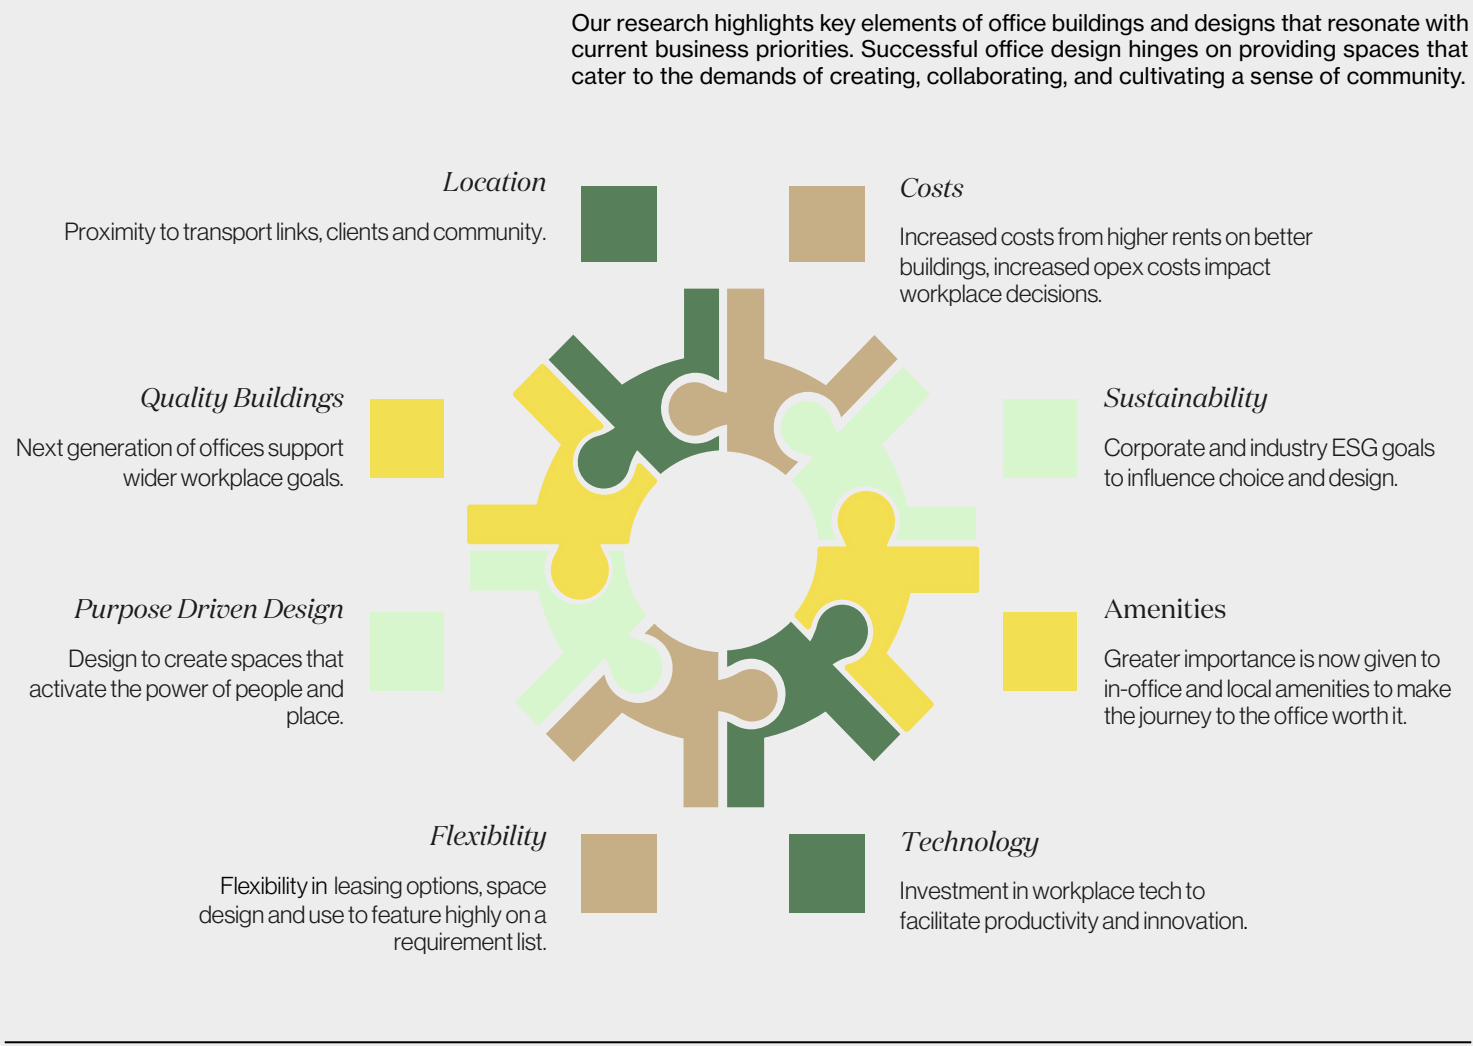 Our research highlights key elements of office buildings and designs that resonate with
current business priorities. Successful office design hinges on providing spaces that
cater to the demands of creating, collaborating, and cultivating a sense of community.
Location
Proximity to transport links, clients and community.
Costs
Increased costs from higher rents on better
buildings, increased opex costs impact
workplace decisions.
Quality Buildings
Next generation of offices support
wider workplace goals.
Sustainability
Corporate and industry ESG goals
to influence choice and design.
Purpose Driven Design
Design to create spaces that
activate the power of people and
place.
Amenities
Greater importance is now given to
in-office and local amenities to make
the journey to the office worth it.
Flexibility
Flexibility in leasing options, space
design and use to feature highly on a
requirement list.
Technology
Investment in workplace tech to
facilitate productivity and innovation.